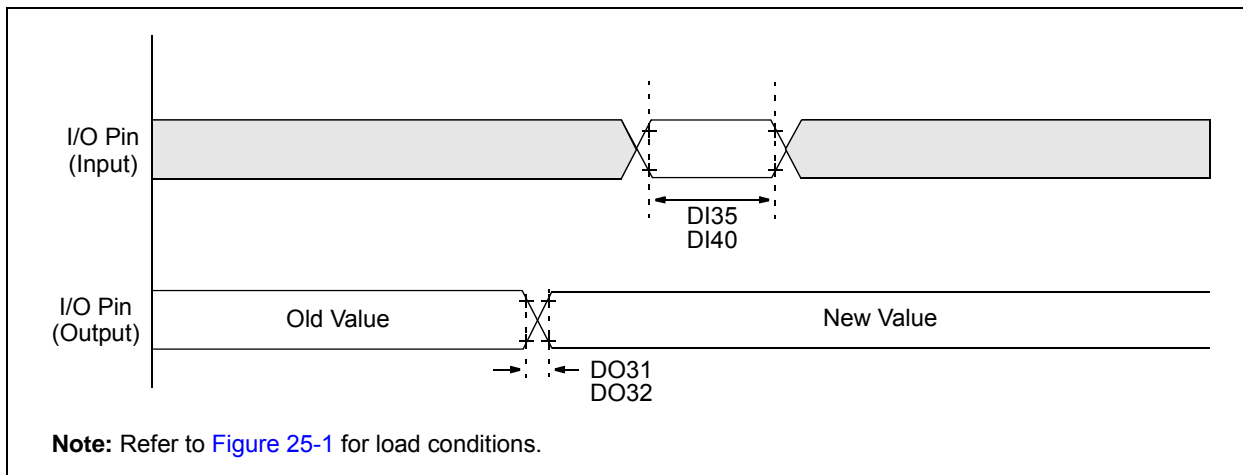 I/O Pin
(Input)
DI35
DI40
I/O Pin
(Output)
Old Value
New Value
DO31
DO32
Note: Refer to Figure 25-1 for load conditions.